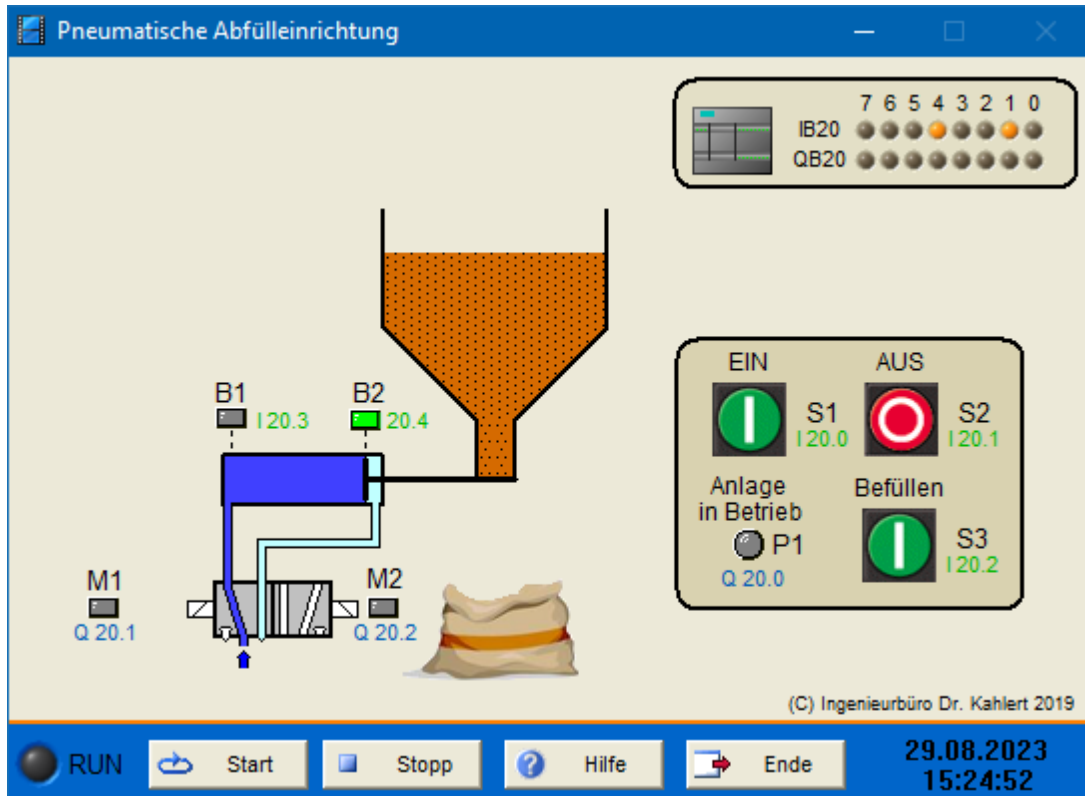 Pneumatische Abfülleinrichtung
7 6 5 4 3 2 1 0
IB20
QB20
EIN AUS
S1 S2
I 20.0 I 20.1
B1 B2
I 20.3 20.4
Anlage
in Betrieb
Befüllen
P1 S3
Q 20.0 I 20.2
M1 M2
Q 20.1 Q 20.2
(C) Ingenieurbüro Dr. Kahlert 2019
RUN Start Stopp Hilfe Ende
29.08.2023
15:24:52